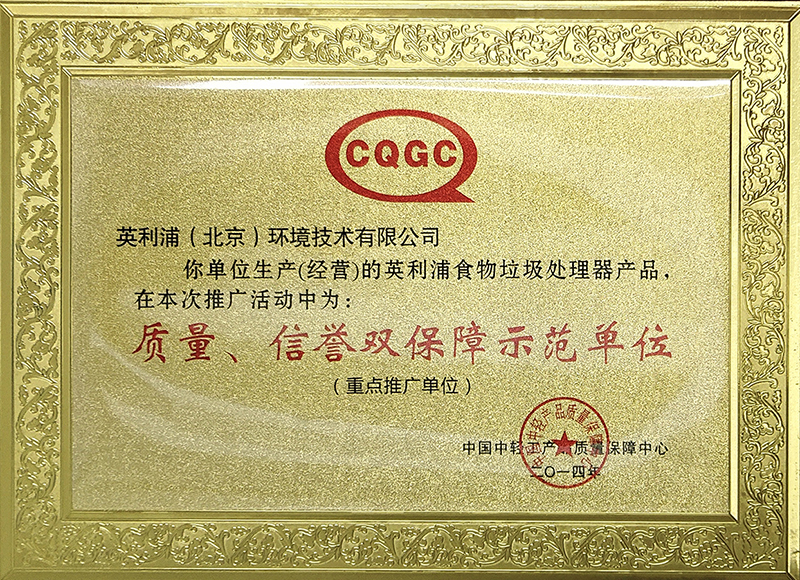 CQGC
英利浦（北京）环境技术有限公司
你单位生产(经营)的英利浦食物垃圾处理器产品，
在本次推广活动中为：
质量、信誉双保障示范单位
（重点推广单位）
中国中轻产品质量保障中心
二〇一四年